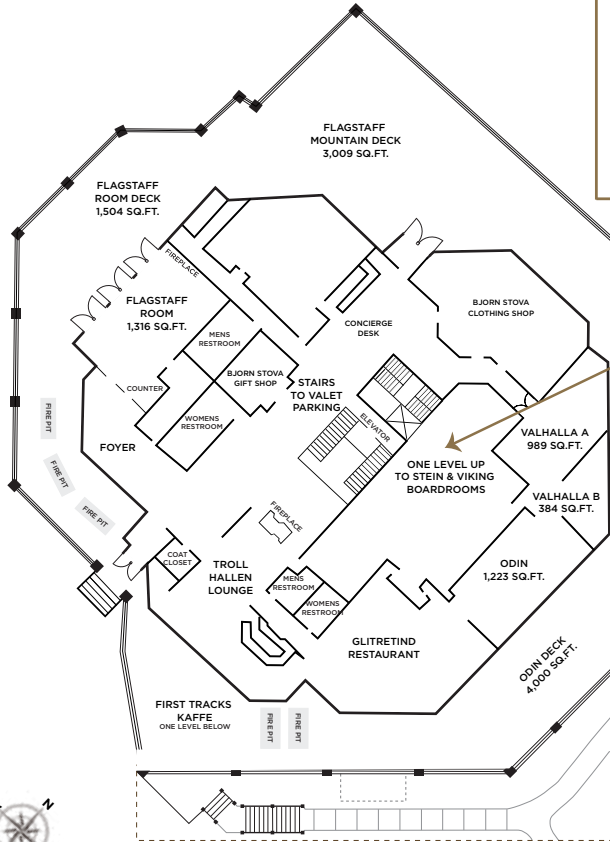 FLAGSTAFF
MOUNTAIN DECK
3,009 SQ.FT.
FLAGSTAFF
ROOM DECK
1,504 SQ.FT.
FIREPLACE
FLAGSTAFF
ROOM
1,316 SQ.FT.
BJORN STOVA
CLOTHING SHOP
CONCIERGE
DESK
MENS
RESTROOM
BJORN STOVA
GIFT SHOP
STAIRS
TO VALET
PARKING
COUNTER
WOMENS
RESTROOM
ELEVATOR
FIRE PIT
FOYER
VALHALLA A
989 SQ.FT.
ONE LEVEL UP
TO STEIN & VIKING
BOARDROOMS
FIRE PIT
VALHALLA B
384 SQ.FT.
FIRE PIT
FIREPLACE
COAT
CLOSET
TROLL
HALLEN
LOUNGE
ODIN
1,223 SQ.FT.
MENS
RESTROOM
WOMENS
RESTROOM
GLITRETIND
RESTAURANT
ODIN DECK
4,000 SQ.FT.
FIRST TRACKS
KAFFE
ONE LEVEL BELOW
FIRE PIT
FIRE PIT
N